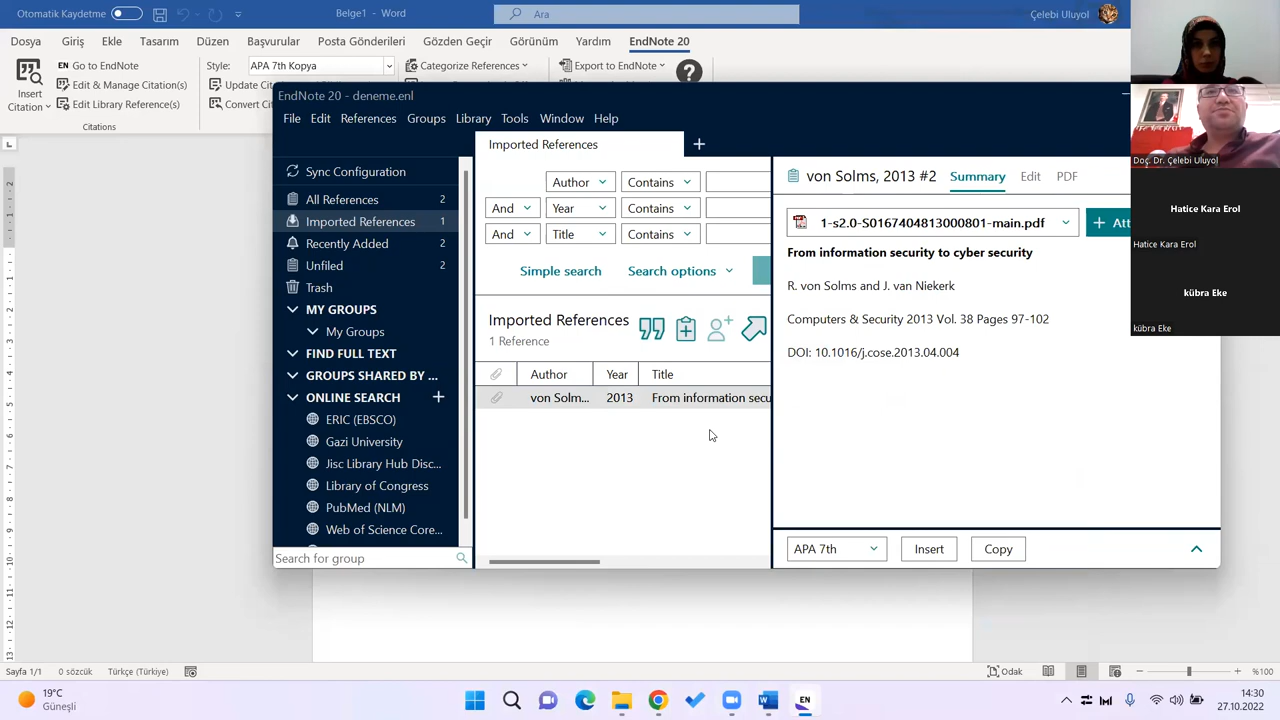 Otomatik Kaydetme
Belge1 - Word
Ara
Çelebi Uluyol
Dosya
Giriş
Ekle
Tasarım
Düzen
Başvurular
Posta Gönderileri
Gözden Geçir
Görünüm
Yardım
EndNote 20
Insert
Citation
EN Go to EndNote
Edit & Manage Citation(s)
Edit Library Reference(s)
Citations
Style:
APA 7th Kopya
Update Cit
Convert C
Categorize References
Export to EndNote
EndNote 20 - deneme.enl
File
Edit
References
Groups
Library
Tools
Window
Help
Sync Configuration
All References 2
Imported References 1
Recently Added 2
Unfiled 2
Trash
MY GROUPS
My Groups
FIND FULL TEXT
GROUPS SHARED BY ...
ONLINE SEARCH +
ERIC (EBSCO)
Gazi University
Jisc Library Hub Disc...
Library of Congress
PubMed (NLM)
Web of Science Core...
Search for group
Imported References
+
Author Contains
And Year Contains
And Title Contains
Simple search
Search options
Imported References
1 Reference
Author Year Title
von Solm... 2013 From information secu
von Solms, 2013 #2
Summary
Edit
PDF
1-s2.0-S0167404813000801-main.pdf
+ Att
From information security to cyber security
R. von Solms and J. van Niekerk
Computers & Security 2013 Vol. 38 Pages 97-102
DOI: 10.1016/j.cose.2013.04.004
APA 7th
Insert
Copy
Doç. Dr. Çelebi Uluyol
Hatice Kara Erol
Hatice Kara Erol
kübra Eke
kübra Eke
Sayfa 1/1
0 sözcük
Türkçe (Türkiye)
Odak
%100
19°C
Güneşli
EN
14:30
27.10.2022